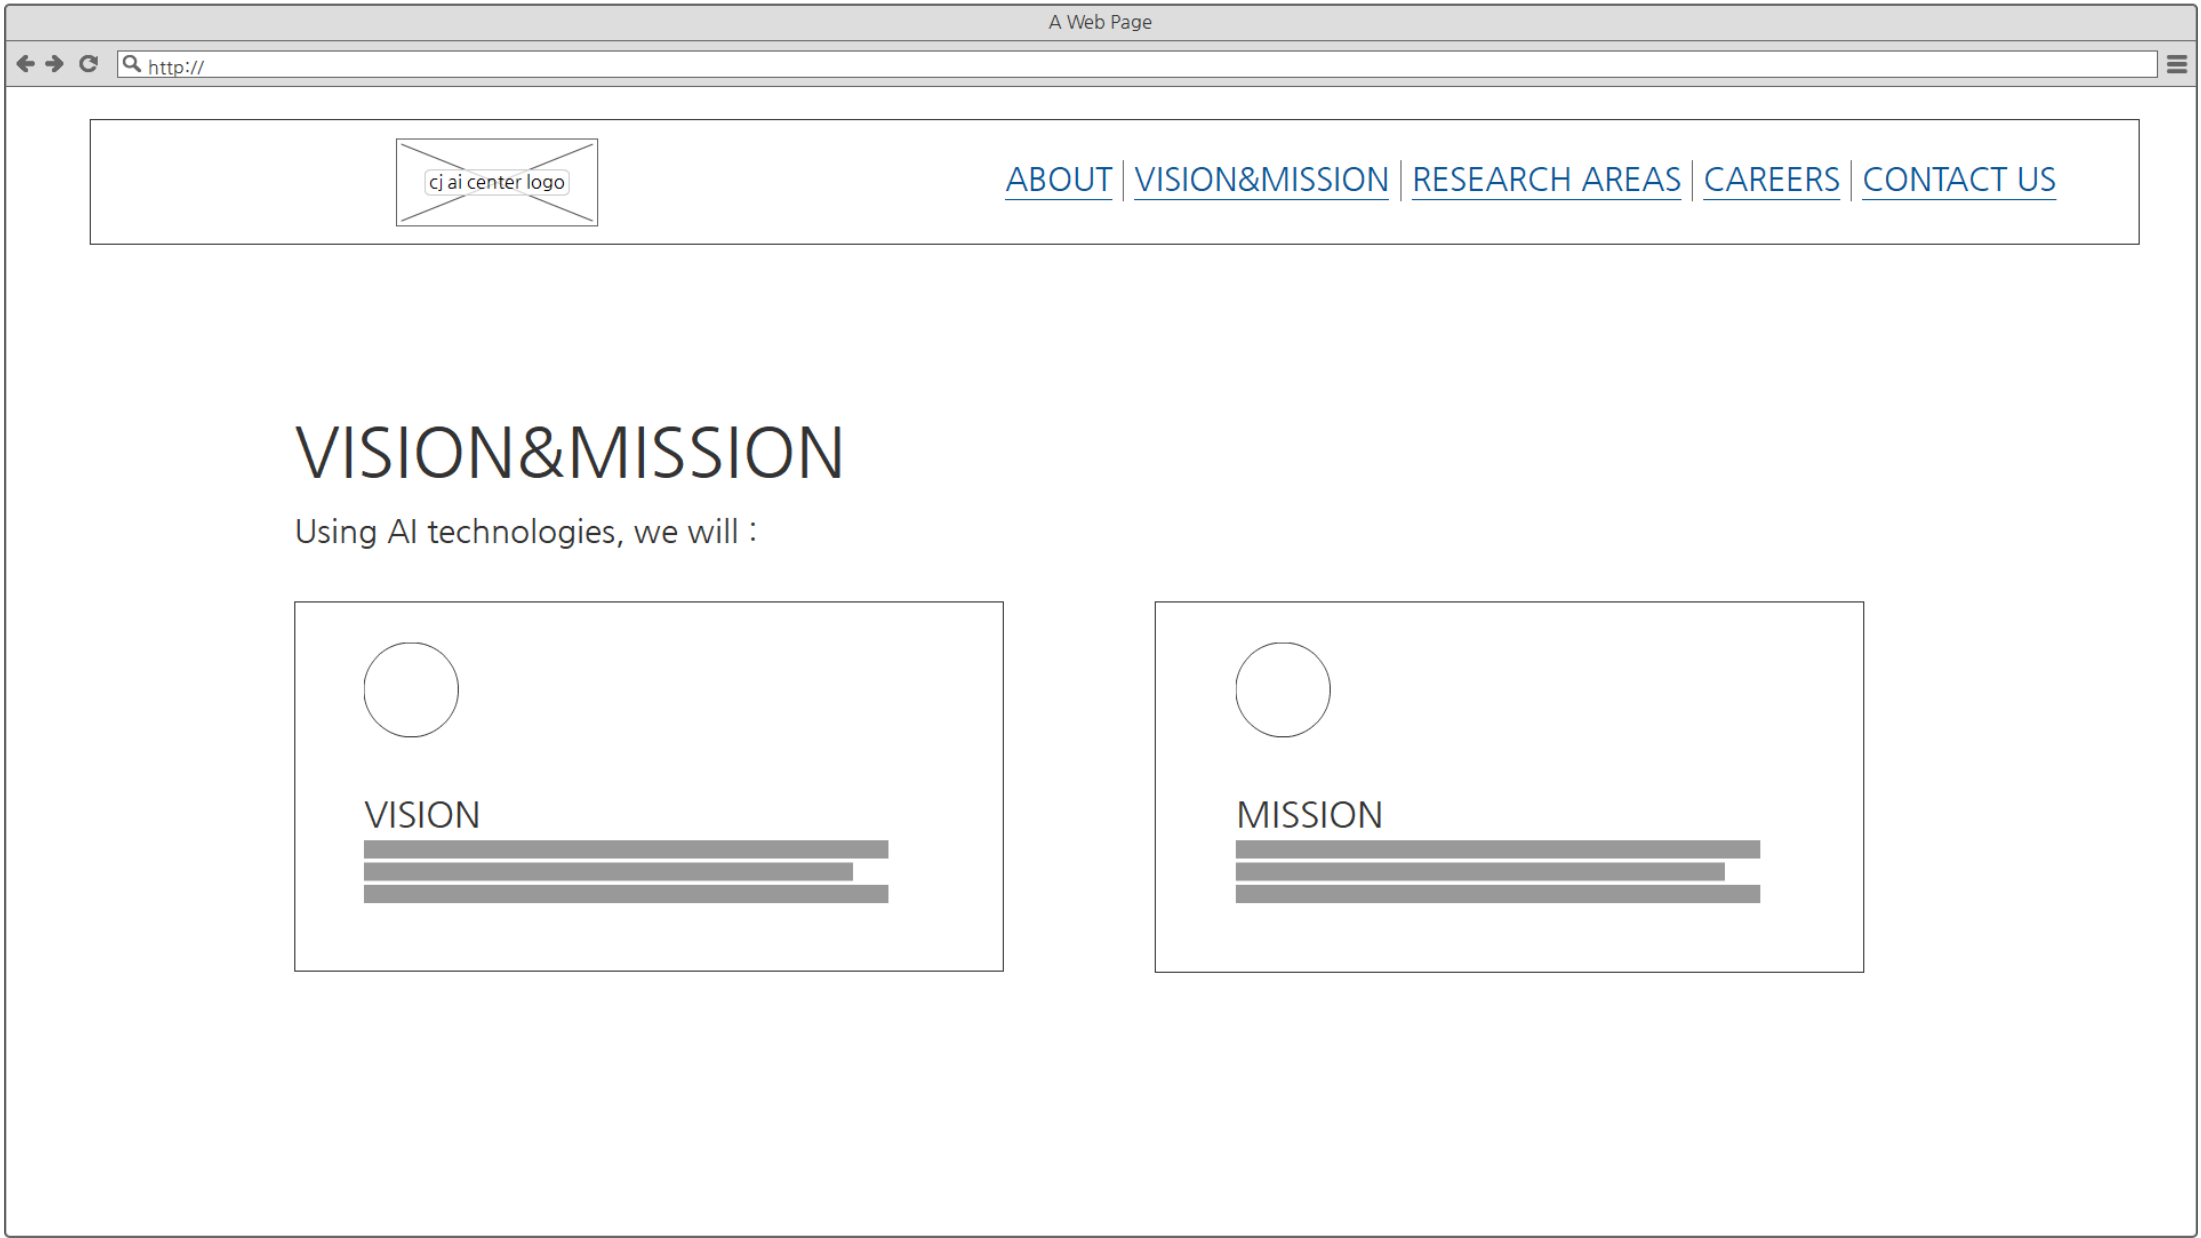 A Web Page
http://
cj ai center logo
ABOUT VISION&MISSION RESEARCH AREAS CAREERS CONTACT US
VISION&MISSION
Using AI technologies, we will :
VISION
MISSION